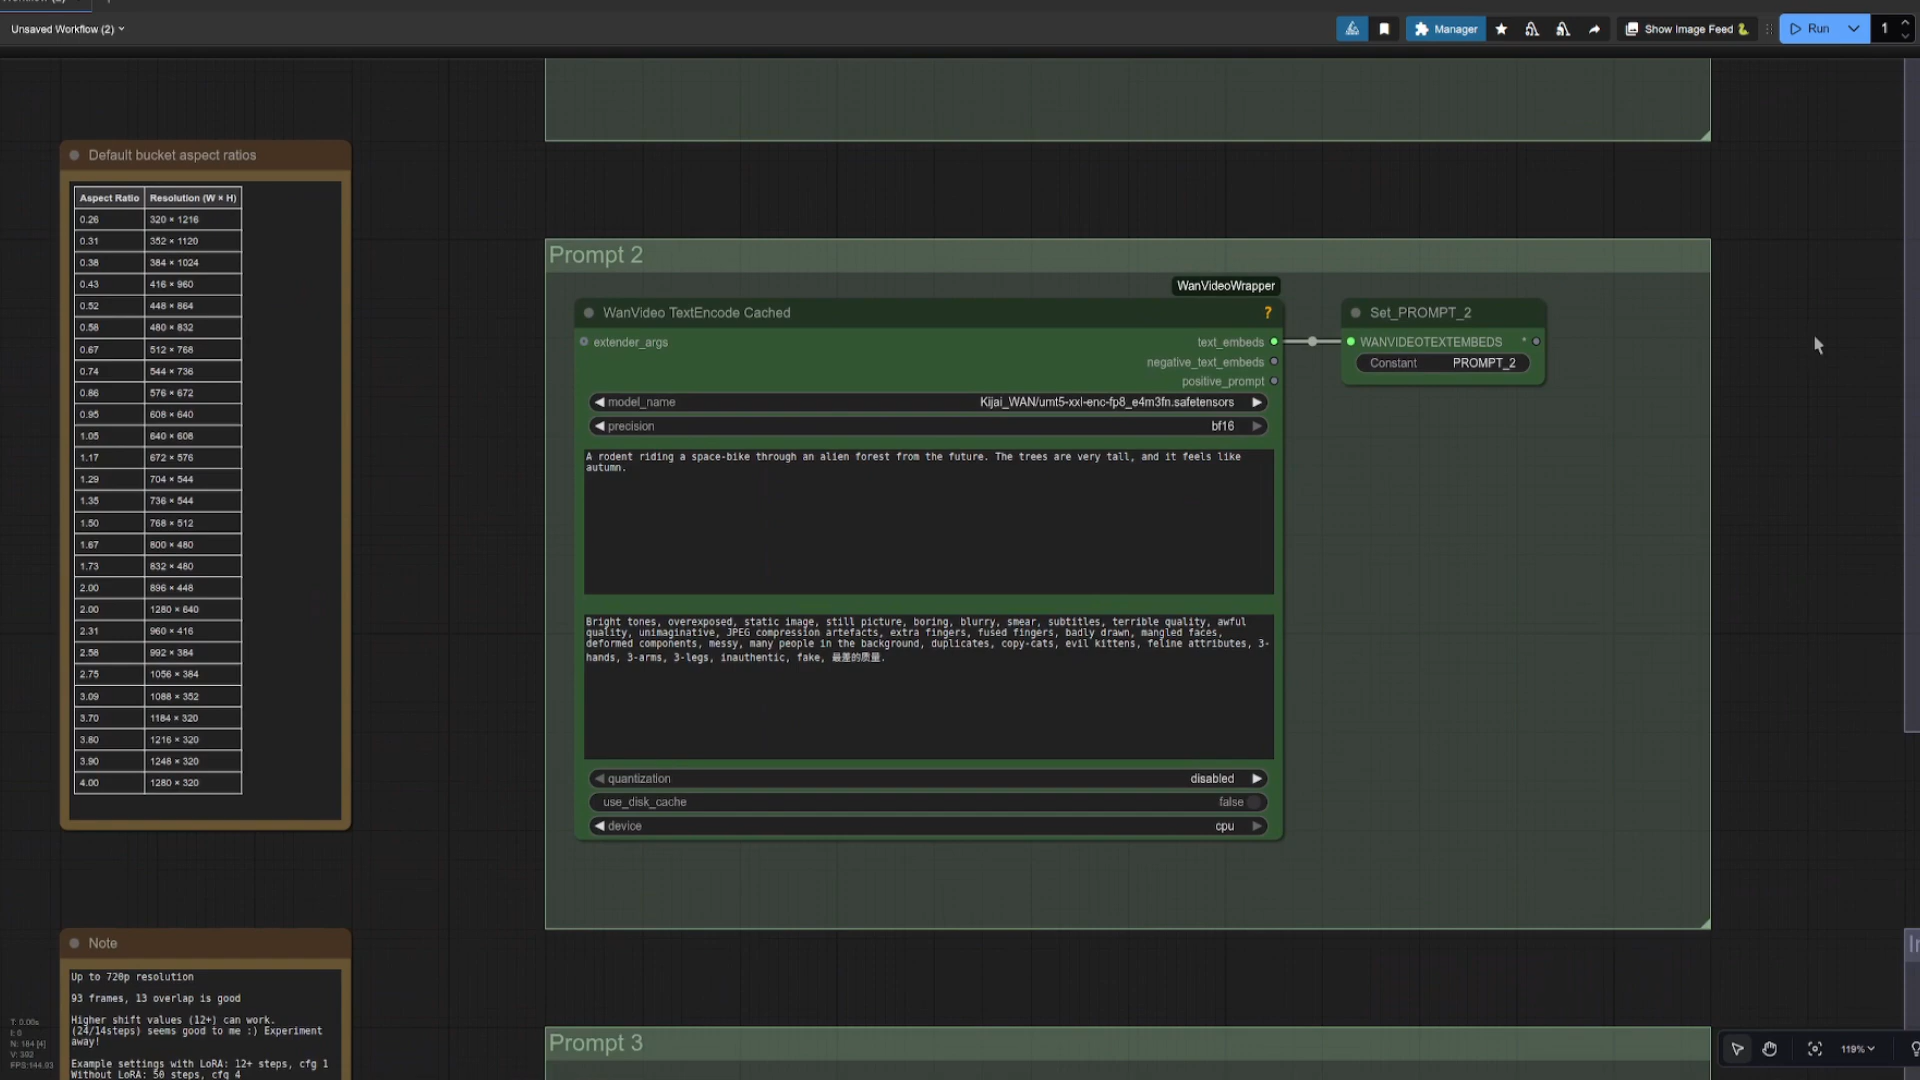 Unsaved Workflow (2)
Manager
Show Image Feed
Run
1
Default bucket aspect ratios
Aspect Ratio Resolution (W × H)
0.26 320 × 1216
0.31 352 × 1120
0.38 384 × 1024
0.43 416 × 960
0.52 448 × 864
0.58 480 × 832
0.67 512 × 768
0.74 544 × 736
0.86 576 × 672
0.95 608 × 640
1.05 640 × 608
1.17 672 × 576
1.29 704 × 544
1.35 736 × 544
1.50 768 × 512
1.67 800 × 480
1.73 832 × 480
2.00 896 × 448
2.00 1280 × 640
2.31 960 × 416
2.58 992 × 384
2.75 1056 × 384
3.09 1088 × 352
3.70 1184 × 320
3.80 1216 × 320
3.90 1248 × 320
4.00 1280 × 320
Note
Up to 720p resolution
93 frames, 13 overlap is good
Higher shift values (12+) can work.
(24/14steps) seems good to me :) Experiment
away!
Example settings with LoRA: 12+ steps, cfg 1
Without LoRA: 50 steps, cfg 4
T: 0.00s
I: 0
N: 184 [4]
V: 392
FPS:144.93
Prompt 2
WanVideoWrapper
WanVideo TextEncode Cached ?
extender_args text_embeds
negative_text_embeds
positive_prompt
model_name Kijai_WAN/umt5-xxl-enc-fp8_e4m3fn.safetensors
precision bf16
A rodent riding a space-bike through an alien forest from the future. The trees are very tall, and it feels like
autumn.
Bright tones, overexposed, static image, still picture, boring, blurry, smear, subtitles, terrible quality, awful
quality, unimaginative, JPEG compression artefacts, extra fingers, fused fingers, badly drawn, mangled faces,
deformed components, messy, many people in the background, duplicates, copy-cats, evil kittens, feline attributes, 3-
hands, 3-arms, 3-legs, inauthentic, fake, 最差的质量.
quantization disabled
use_disk_cache false
device cpu
Set_PROMPT_2
WANVIDEOTEXTEMBEDS *
Constant PROMPT_2
Prompt 3
119%